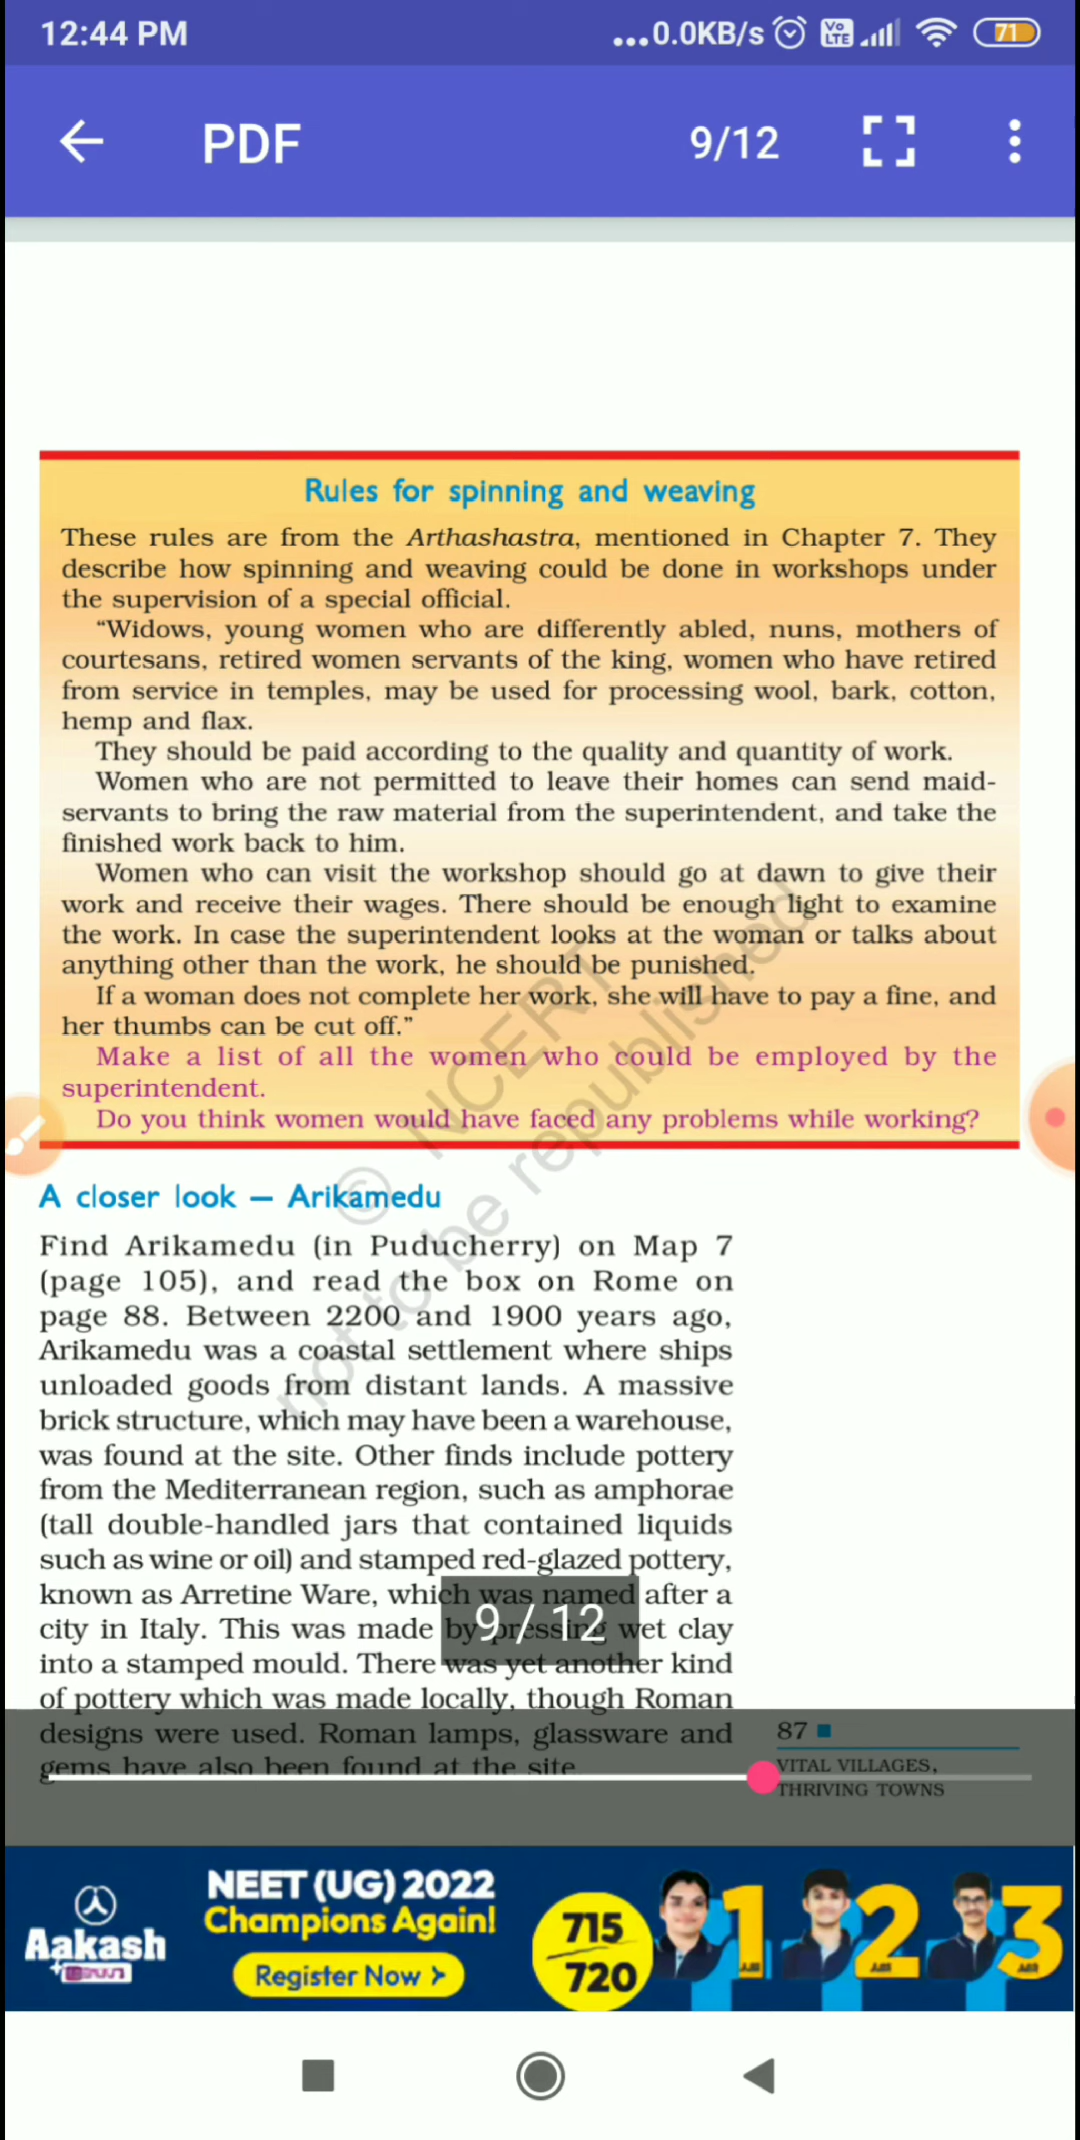 12:44 PM
...0.0KB/s
Vo
LTE
71
PDF
9/12
Rules for spinning and weaving
These rules are from the Arthashastra, mentioned in Chapter 7. They
describe how spinning and weaving could be done in workshops under
the supervision of a special official.
“Widows, young women who are differently abled, nuns, mothers of
courtesans, retired women servants of the king, women who have retired
from service in temples, may be used for processing wool, bark, cotton,
hemp and flax.
They should be paid according to the quality and quantity of work.
Women who are not permitted to leave their homes can send maid-
servants to bring the raw material from the superintendent, and take the
finished work back to him.
Women who can visit the workshop should go at dawn to give their
work and receive their wages. There should be enough light to examine
the work. In case the superintendent looks at the woman or talks about
anything other than the work, he should be punished.
If a woman does not complete her work, she will have to pay a fine, and
her thumbs can be cut off.”
Make a list of all the women who could be employed by the
superintendent.
Do you think women would have faced any problems while working?
© NCERT
not to be republished
A closer look – Arikamedu
Find Arikamedu (in Puducherry) on Map 7
(page 105), and read the box on Rome on
page 88. Between 2200 and 1900 years ago,
Arikamedu was a coastal settlement where ships
unloaded goods from distant lands. A massive
brick structure, which may have been a warehouse,
was found at the site. Other finds include pottery
from the Mediterranean region, such as amphorae
(tall double-handled jars that contained liquids
such as wine or oil) and stamped red-glazed pottery,
known as Arretine Ware, which was named after a
city in Italy. This was made by pressing wet clay
into a stamped mould. There was yet another kind
of pottery which was made locally, though Roman
designs were used. Roman lamps, glassware and
gems have also been found at the site
9 / 12
87
VITAL VILLAGES,
THRIVING TOWNS
Aakash
NEET (UG) 2022
Champions Again!
Register Now >
715
720
1
2
3